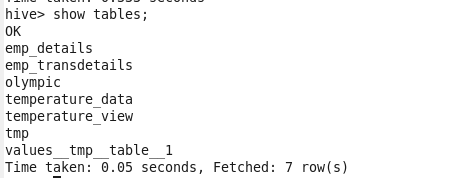 hive> show tables;
OK
emp_details
emp_transdetails
olympic
temperature_data
temperature_view
tmp
values__tmp__table__1
Time taken: 0.05 seconds, Fetched: 7 row(s)